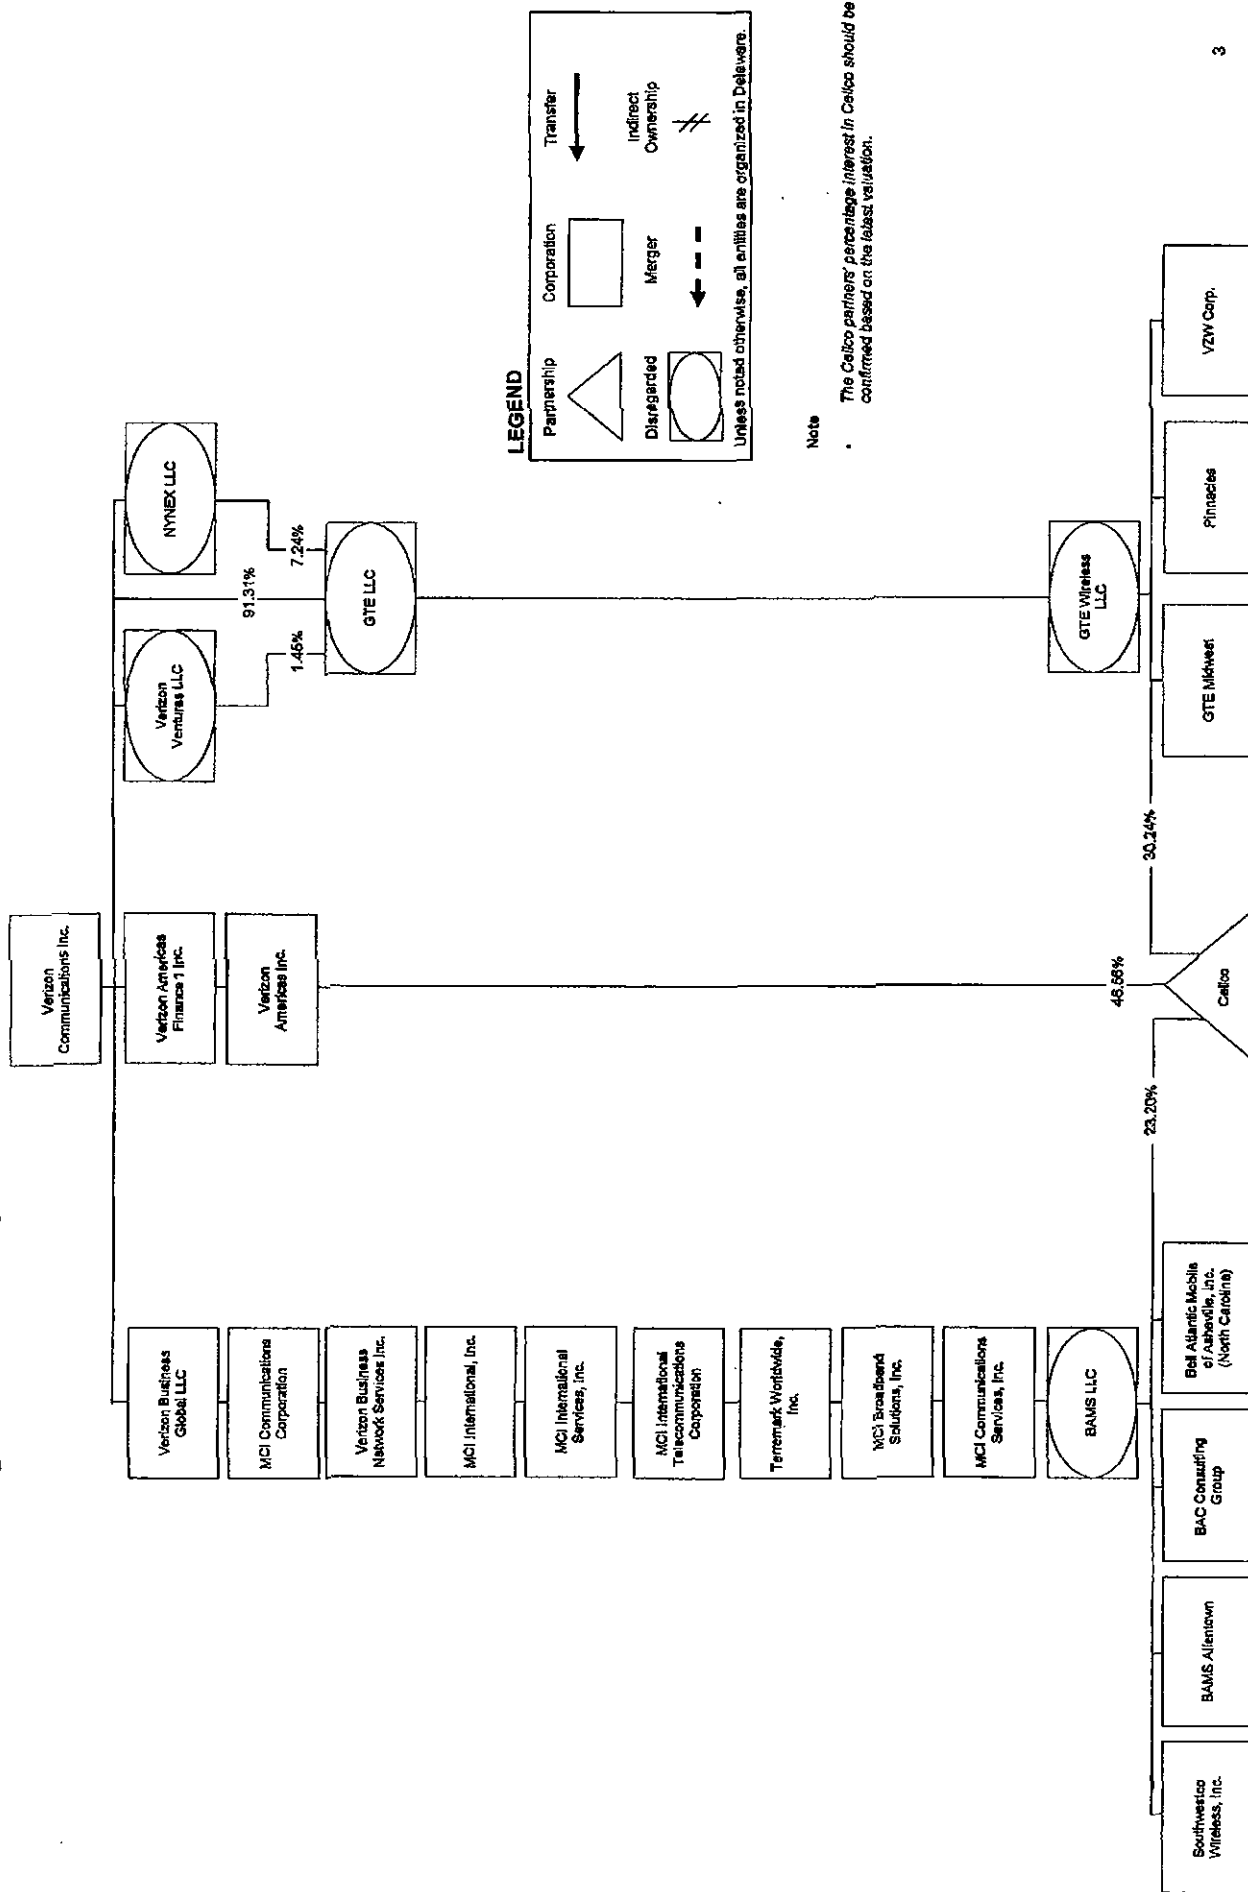 Verizon
Communications Inc.
Verizon Americas
Finance 1 Inc.
Verizon
Americas Inc.
Verizon
Ventures LLC
NYNEX LLC
1.45%
91.31%
7.24%
GTE LLC
Verizon Business
Global LLC
MCI Communications
Corporation
Verizon Business
Network Services Inc.
MCI International, Inc.
MCI International
Services, Inc.
MCI International
Telecommunications
Corporation
Terremark Worldwide,
Inc.
MCI Broadband
Solutions, Inc.
MCI Communications
Services, Inc.
BAMS LLC
GTE Wireless
LLC
23.20%
46.56%
30.24%
Southwestco
Wireless, Inc.
BAMS Allentown
BAC Consulting
Group
Bell Atlantic Mobile
of Asheville, Inc.
(North Carolina)
Cellco
GTE Midwest
Pinnacles
VZW Corp.
LEGEND
Partnership
Corporation
Transfer
Disregarded
Merger
Indirect
Ownership
Unless noted otherwise, all entities are organized in Delaware.
Note
• The Cellco partners' percentage interest in Cellco should be
confirmed based on the latest valuation.
3